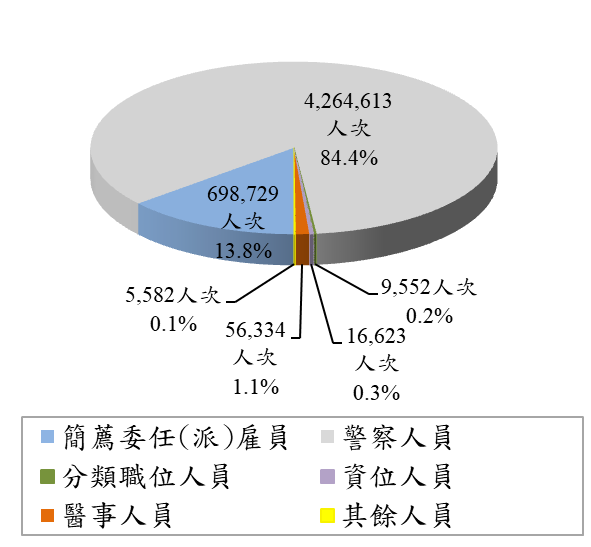 4,264,613
人次
84.4%
698,729
人次
13.8%
5,582人次
0.1%
56,334
人次
1.1%
16,623
人次
0.3%
9,552人次
0.2%
簡薦委任(派)雇員
警察人員
分類職位人員
資位人員
醫事人員
其餘人員